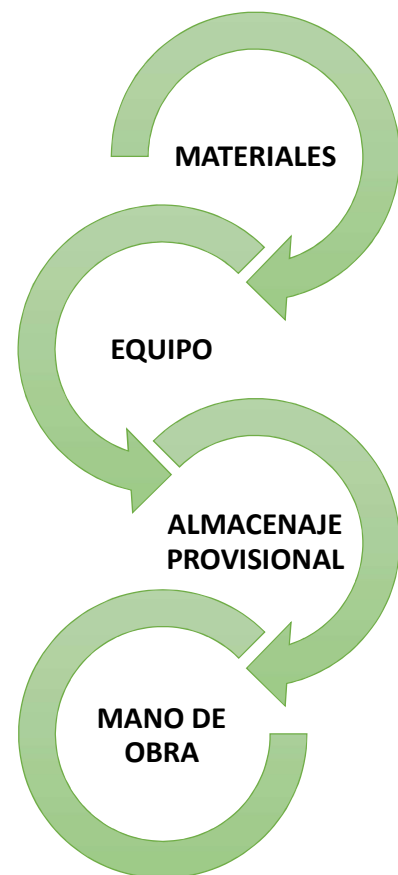 MATERIALES
EQUIPO
ALMACENAJE
PROVISIONAL
MANO DE
OBRA